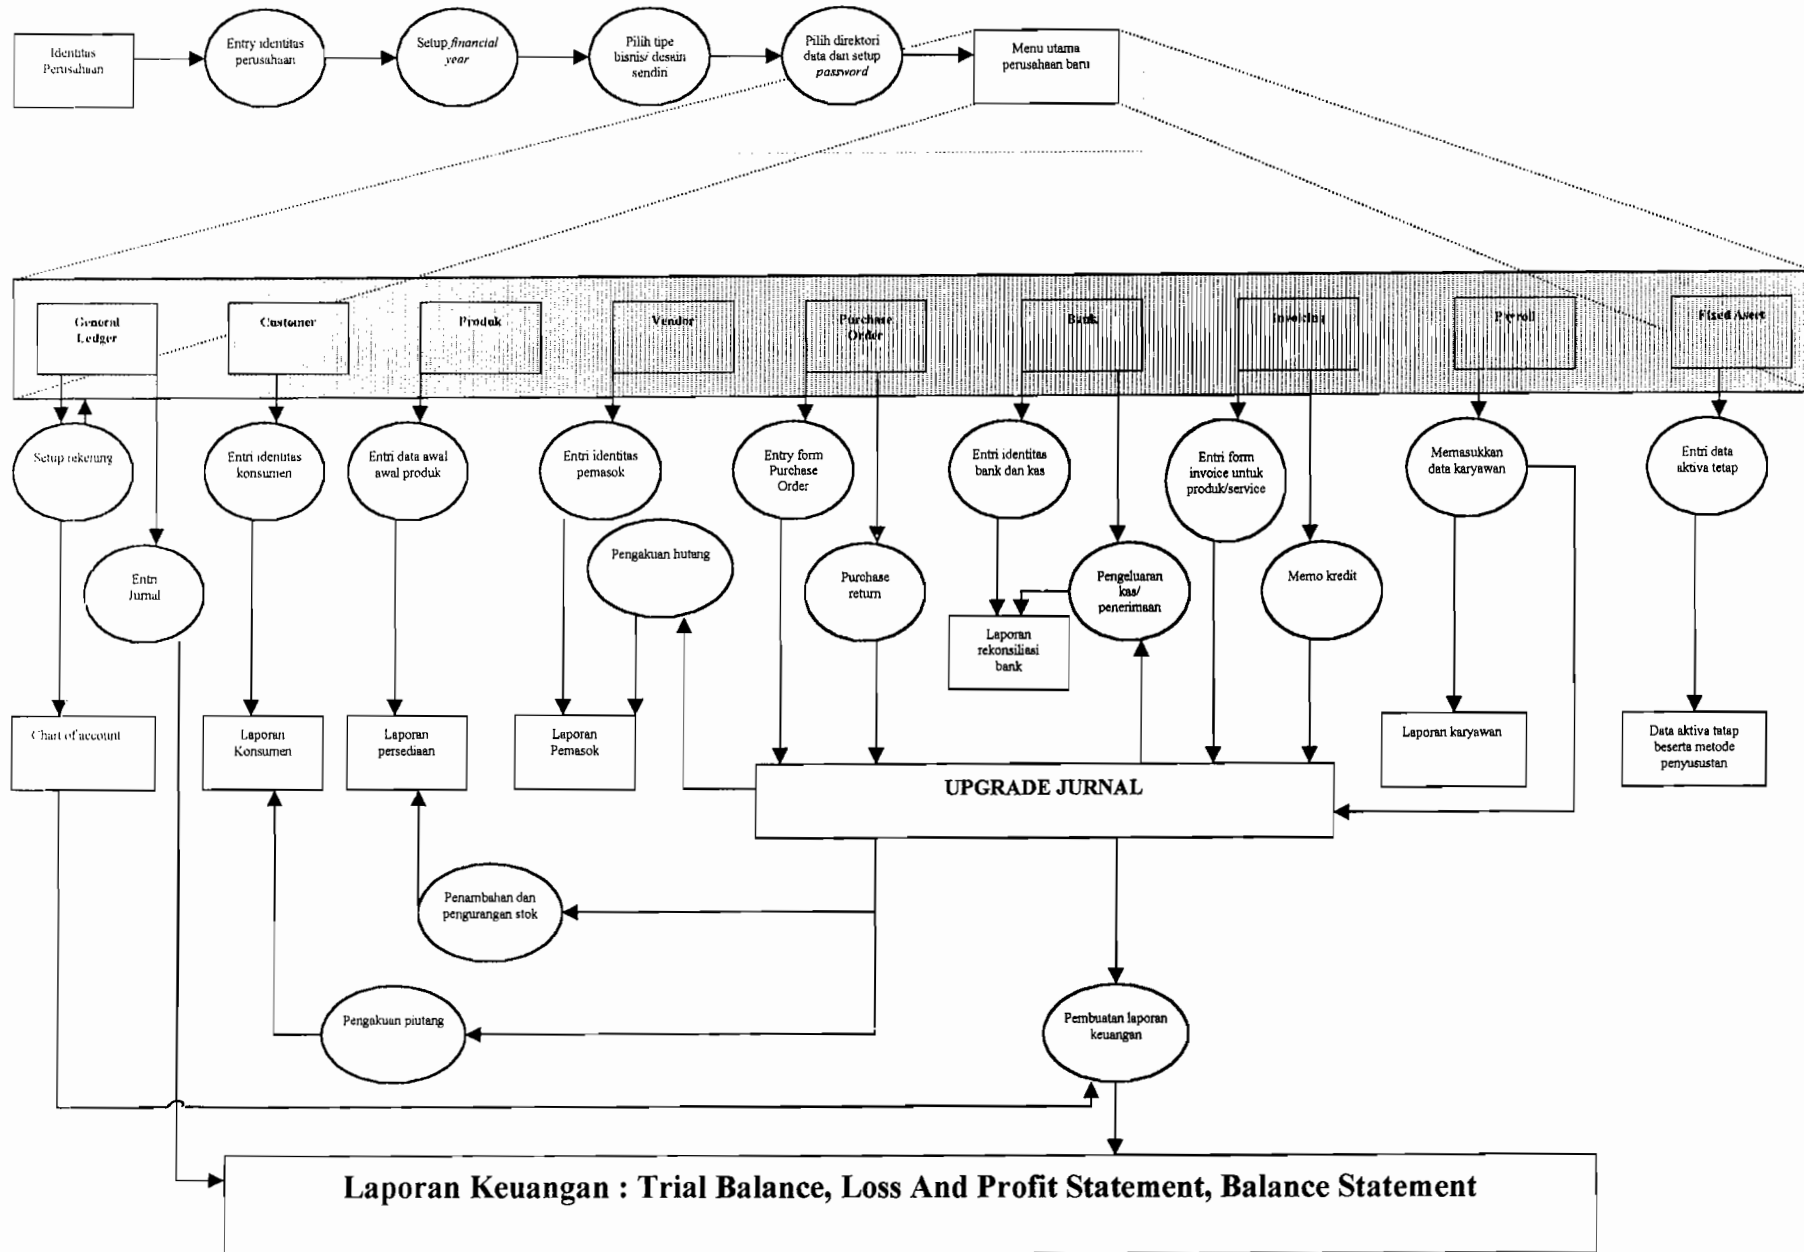 Identitas
Perusahaan
Entry identitas
perusahaan
Setup financial
year
Pilih tipe
bisnis/ desain
sendiri
Pilih direktori
data dan setup
password
Menu utama
perusahaan baru
General
Ledger
Customer
Produk
Vendor
Purchase
Order
Bank
Invoicing
Payroll
Fixed Asset
Setup rekening
Entri identitas
konsumen
Entri data awal
awal produk
Entri identitas
pemasok
Entry form
Purchase
Order
Entri identitas
bank dan kas
Entri form
invoice untuk
produk/service
Memasukkan
data karyawan
Entri data
aktiva tetap
Entri
Jurnal
Pengakuan hutang
Purchase
return
Pengeluaran
kas/
penerimaan
Memo kredit
Laporan
rekonsiliasi
bank
Chart of account
Laporan
Konsumen
Laporan
persediaan
Laporan
Pemasok
UPGRADE JURNAL
Laporan karyawan
Data aktiva tatap
beserta metode
penyusustan
Penambahan dan
pengurangan stok
Pengakuan piutang
Pembuatan laporan
keuangan
Laporan Keuangan : Trial Balance, Loss And Profit Statement, Balance Statement